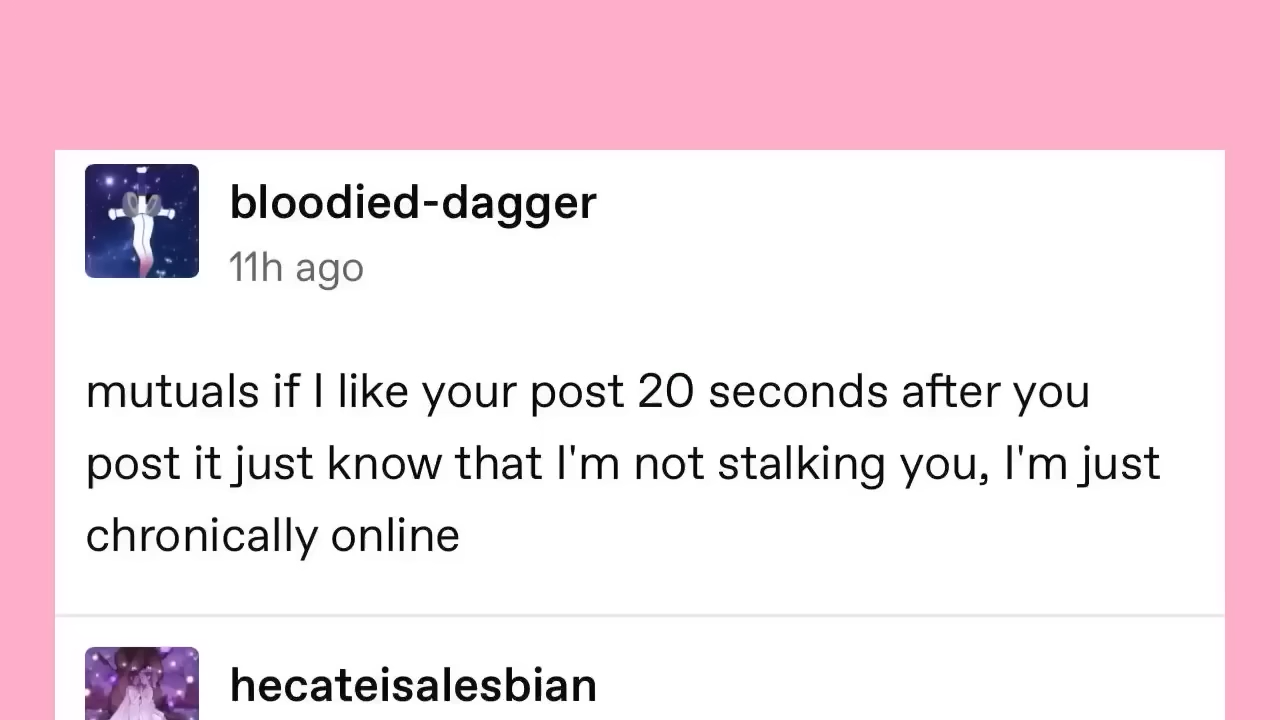 bloodied-dagger
11h ago
mutuals if I like your post 20 seconds after you
post it just know that I'm not stalking you, I'm just
chronically online
hecateisalesbian